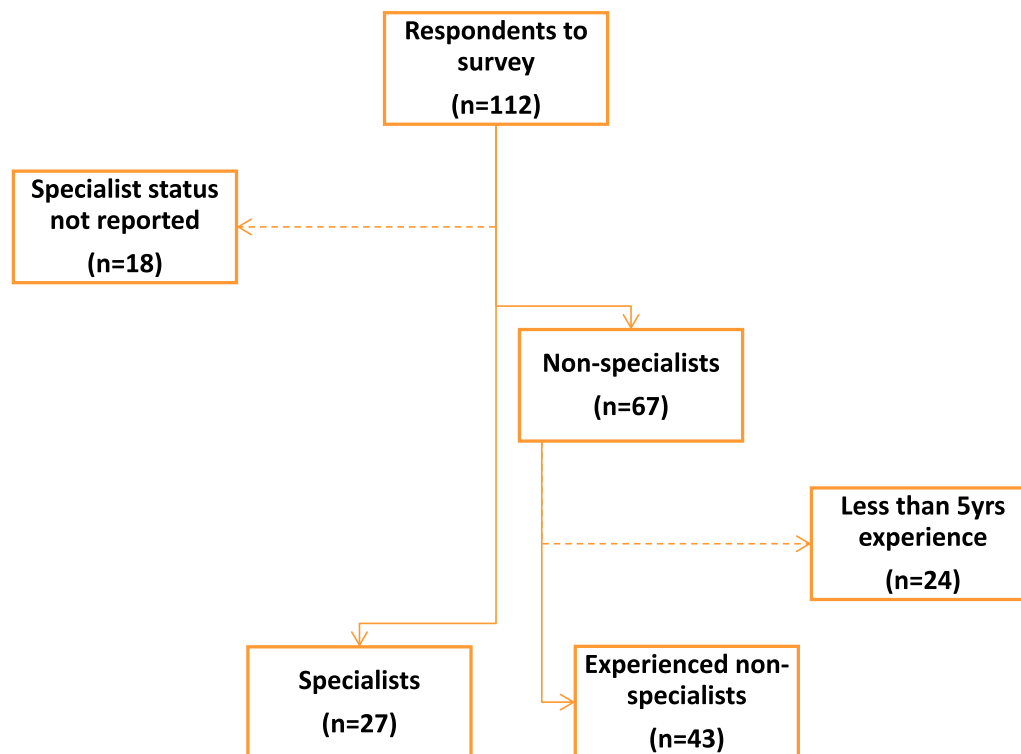 Respondents to
survey
(n=112)
Specialist status
not reported
(n=18)
Non-specialists
(n=67)
Less than 5yrs
experience
(n=24)
Specialists
(n=27)
Experienced non-
specialists
(n=43)